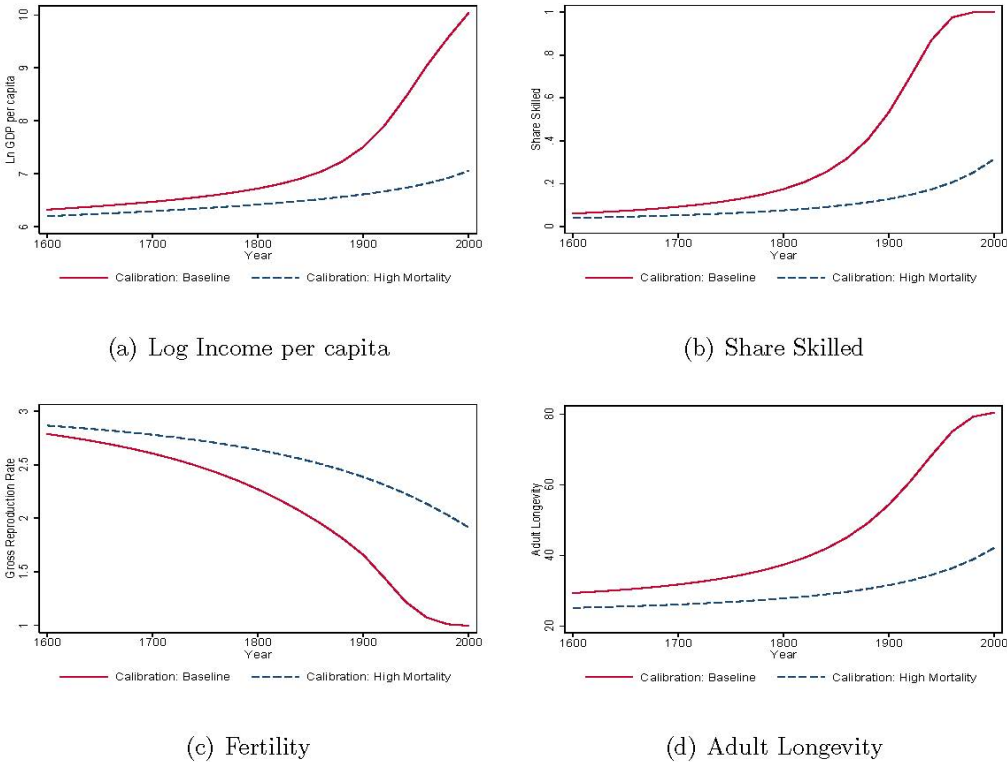 10
9
8
7
6
Ln GDP per capita
1600 1700 1800 1900 2000
Year
Calibration: Baseline Calibration: High Mortality
(a) Log Income per capita
1
.8
.6
.4
.2
0
Share Skilled
1600 1700 1800 1900 2000
Year
Calibration: Baseline Calibration: High Mortality
(b) Share Skilled
3
2.5
2
1.5
1
Gross Reproduction Rate
1600 1700 1800 1900 2000
Year
Calibration: Baseline Calibration: High Mortality
(c) Fertility
80
60
40
20
Adult Longevity
1600 1700 1800 1900 2000
Year
Calibration: Baseline Calibration: High Mortality
(d) Adult Longevity